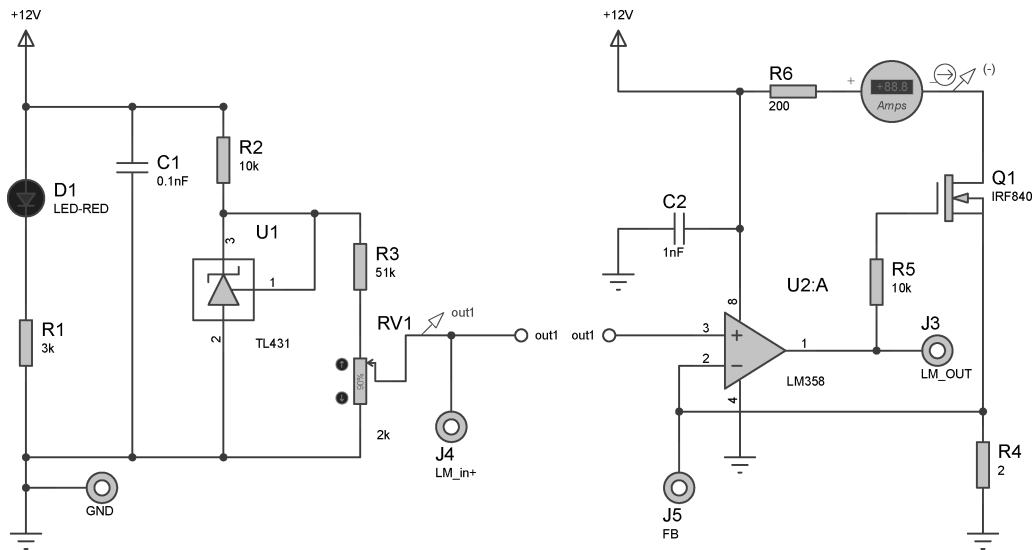 +12V
+12V
R6
200
+
+88.8
Amps
(-)
R2
10k
C1
0.1nF
D1
LED-RED
Q1
IRF840
U1
3
1
2
TL431
R3
51k
C2
1nF
R5
10k
U2:A
8
R1
3k
RV1
90%
2k
out1
out1
out1
3
2
+
−
1
4
LM358
J3
LM_OUT
J4
LM_in+
R4
2
GND
J5
FB